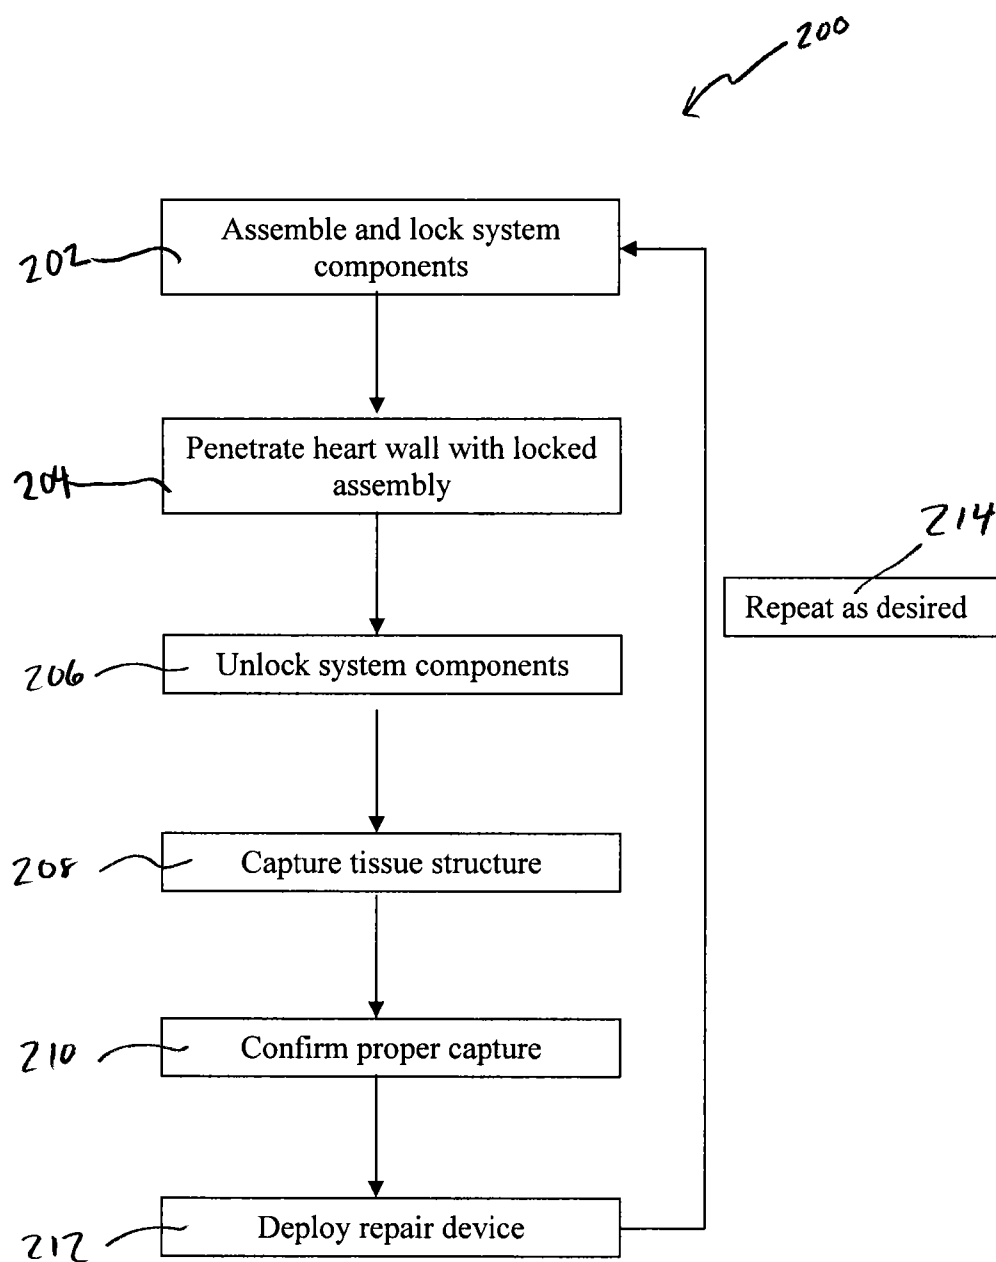 200
Assemble and lock system
components
202
Penetrate heart wall with locked
assembly
204
214
Repeat as desired
Unlock system components
206
Capture tissue structure
208
Confirm proper capture
210
Deploy repair device
212